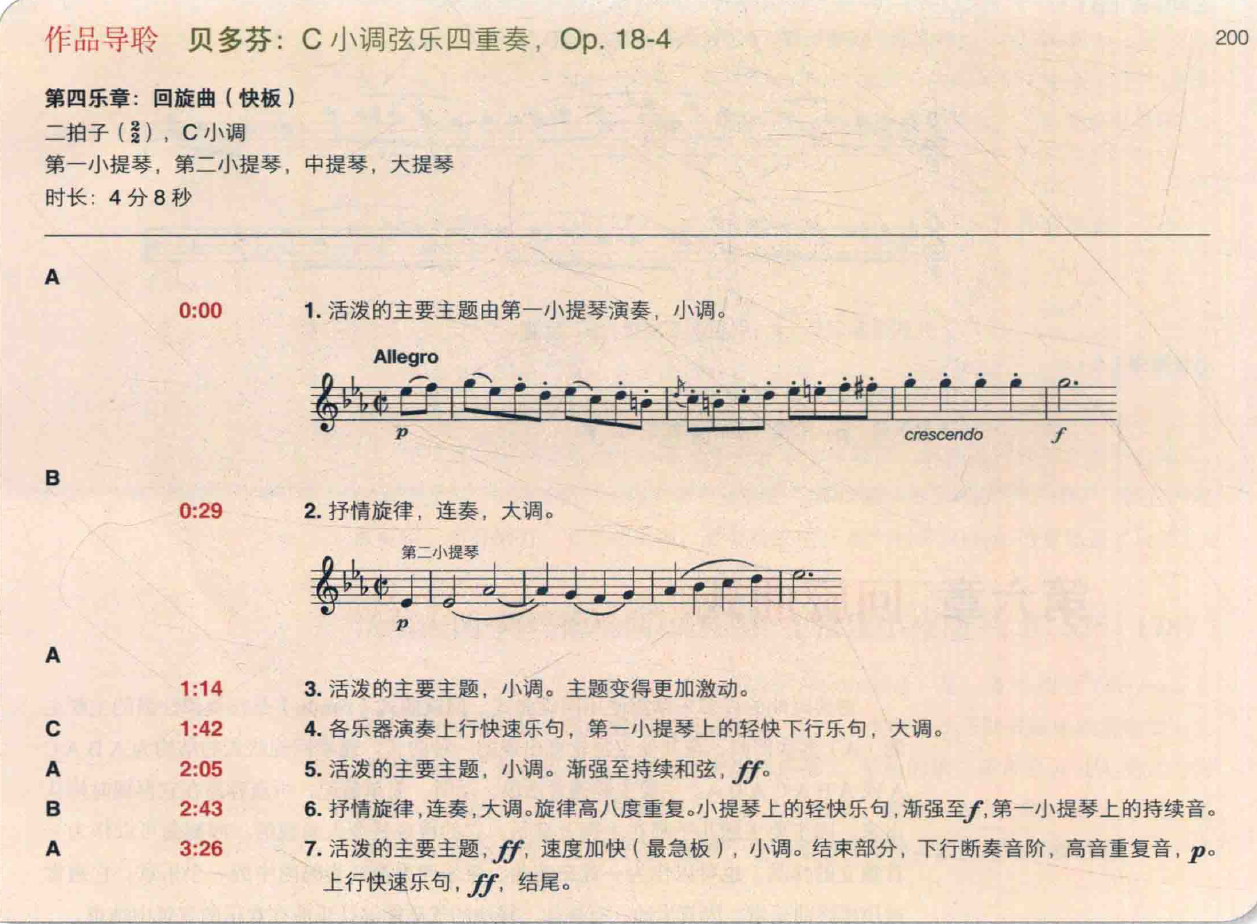 作品导聆 贝多芬：C 小调弦乐四重奏，Op. 18-4
200
第四乐章：回旋曲（快板）
二拍子（2/2），C 小调
第一小提琴，第二小提琴，中提琴，大提琴
时长：4 分 8 秒
A
0:00 1. 活泼的主要主题由第一小提琴演奏，小调。
Allegro
p crescendo f
B
0:29 2. 抒情旋律，连奏，大调。
第二小提琴
p
A
1:14 3. 活泼的主要主题，小调。主题变得更加激动。
C 1:42 4. 各乐器演奏上行快速乐句，第一小提琴上的轻快下行乐句，大调。
A 2:05 5. 活泼的主要主题，小调。渐强至持续和弦，ff。
B 2:43 6. 抒情旋律，连奏，大调。旋律高八度重复。小提琴上的轻快乐句，渐强至f，第一小提琴上的持续音。
A 3:26 7. 活泼的主要主题，ff，速度加快（最急板），小调。结束部分，下行断奏音阶，高音重复音，p。
上行快速乐句，ff，结尾。
第六章